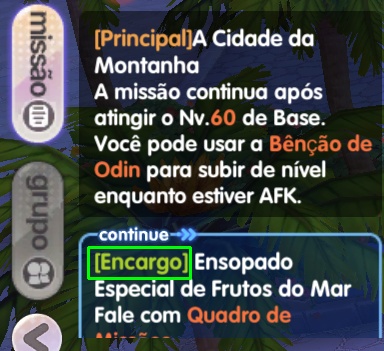 missão
grupo
[Principal]A Cidade da
Montanha
A missão continua após
atingir o Nv.60 de Base.
Você pode usar a Bênção de
Odin para subir de nível
enquanto estiver AFK.
continue
[Encargo] Ensopado
Especial de Frutos do Mar
Fale com Quadro de
Missões